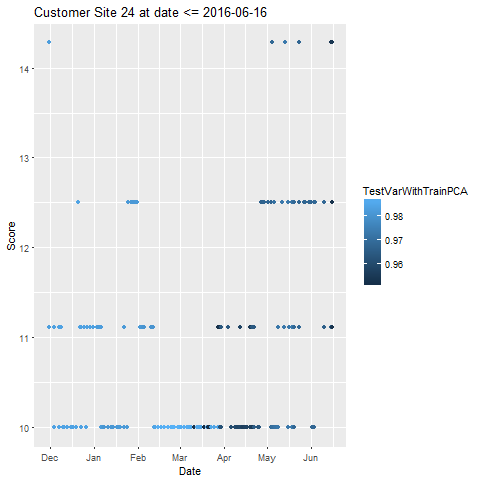 Customer Site 24 at date <= 2016-06-16
14
13
12
11
10
Score
Dec Jan Feb Mar Apr May Jun
Date
TestVarWithTrainPCA
0.98
0.97
0.96